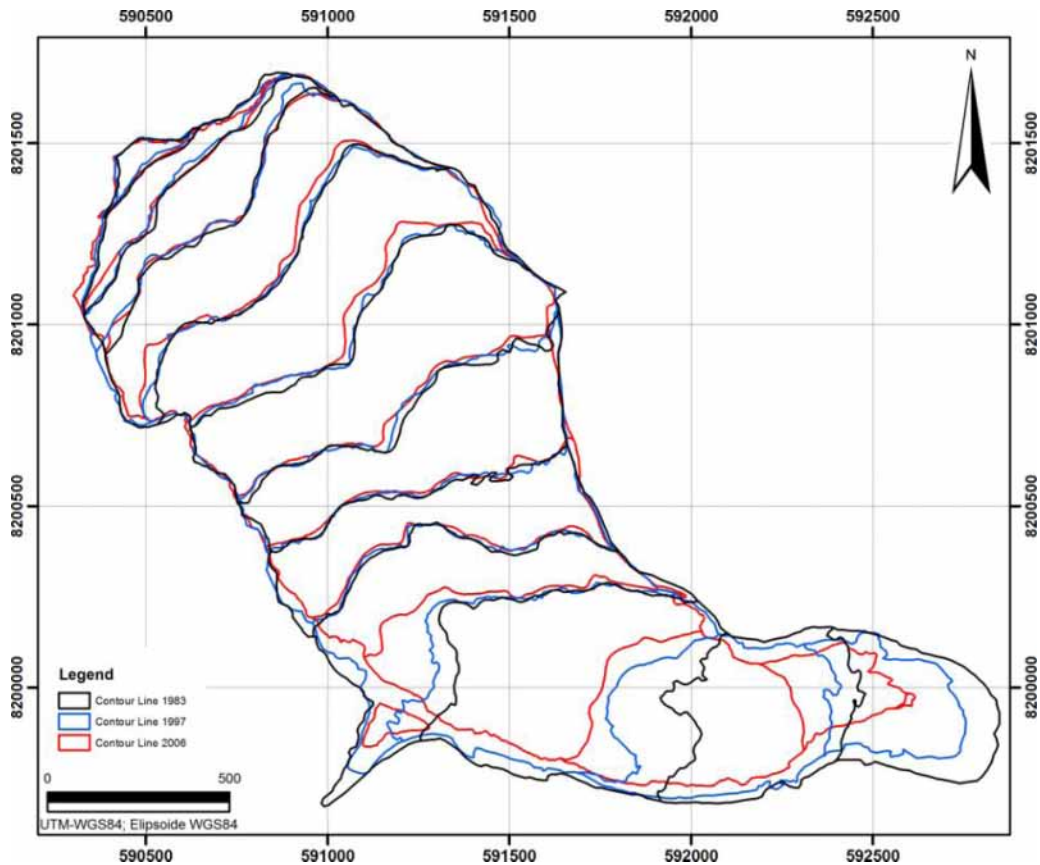 590500 591000 591500 592000 592500
N
8201500 8201500
8201000 8201000
8200500 8200500
8200000 8200000
Legend
Contour Line 1983
Contour Line 1997
Contour Line 2006
0 500
UTM-WGS84; Elipsoide WGS84
590500 591000 591500 592000 592500